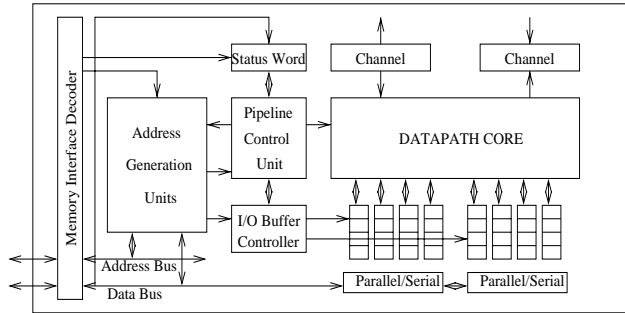 Memory Interface Decoder
Status Word
Channel
Channel
Address
Generation
Units
Pipeline
Control
Unit
DATAPATH CORE
I/O Buffer
Controller
Address Bus
Data Bus
Parallel/Serial
Parallel/Serial